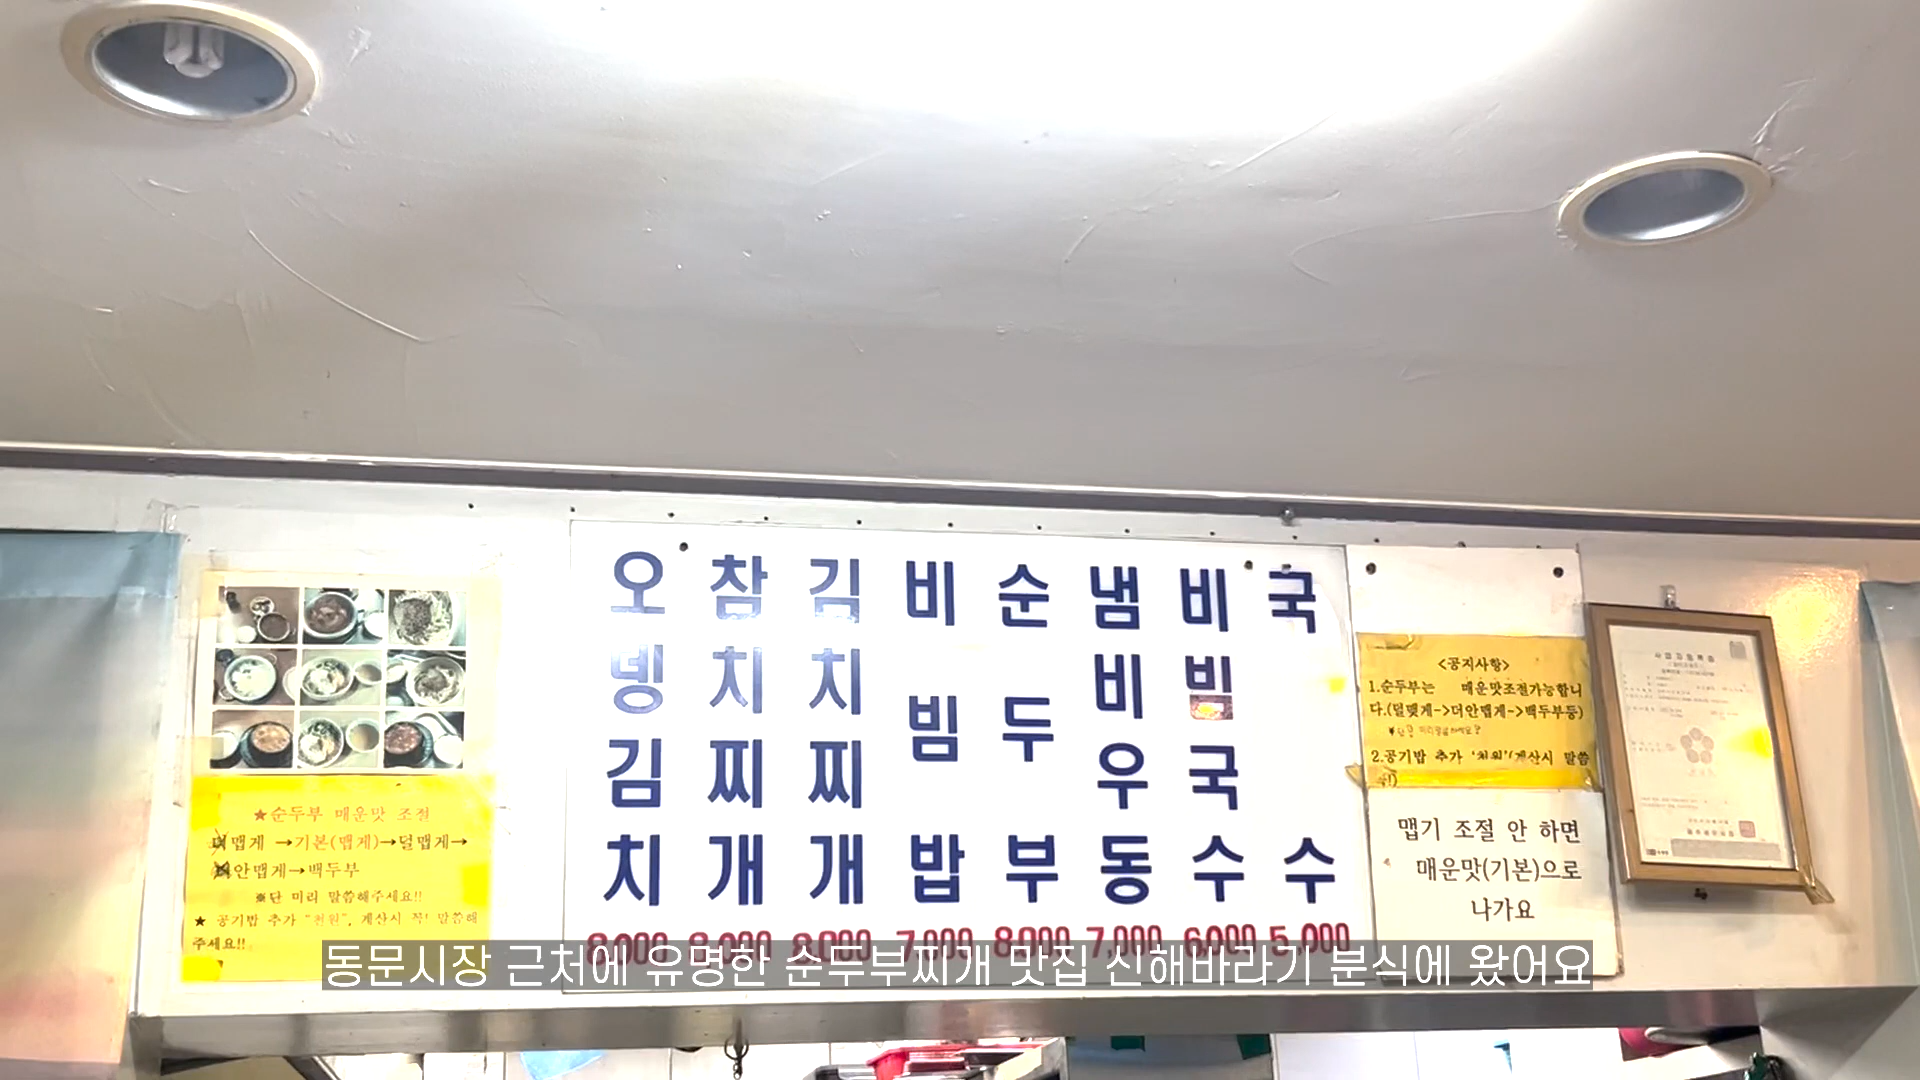 ★순두부 매운맛 조절
맵게 →기본(맵게)→덜맵게→
안맵게→백두부
※단 미리 말씀해주세요!!
★ 공기밥 추가 "천원", 계산시 꼭! 말씀해
주세요!!
오뎅김치
8,000
참치찌개
8,000
김치찌개
8,000
비빔밥
7,000
순두부
8,000
냄비우동
7,000
비빔국수
6,000
국수
5,000
<공지사항>
1.순두부는 매운맛조절가능합니
다.(덜맺게->더안맵게->백두부등)
2.공기밥 추가 '천원'(계산시 말씀
맵기 조절 안 하면
매운맛(기본)으로
나가요
사업자등록증
동문시장 근처에 유명한 순두부찌개 맛집 신해바라기 분식에 왔어요